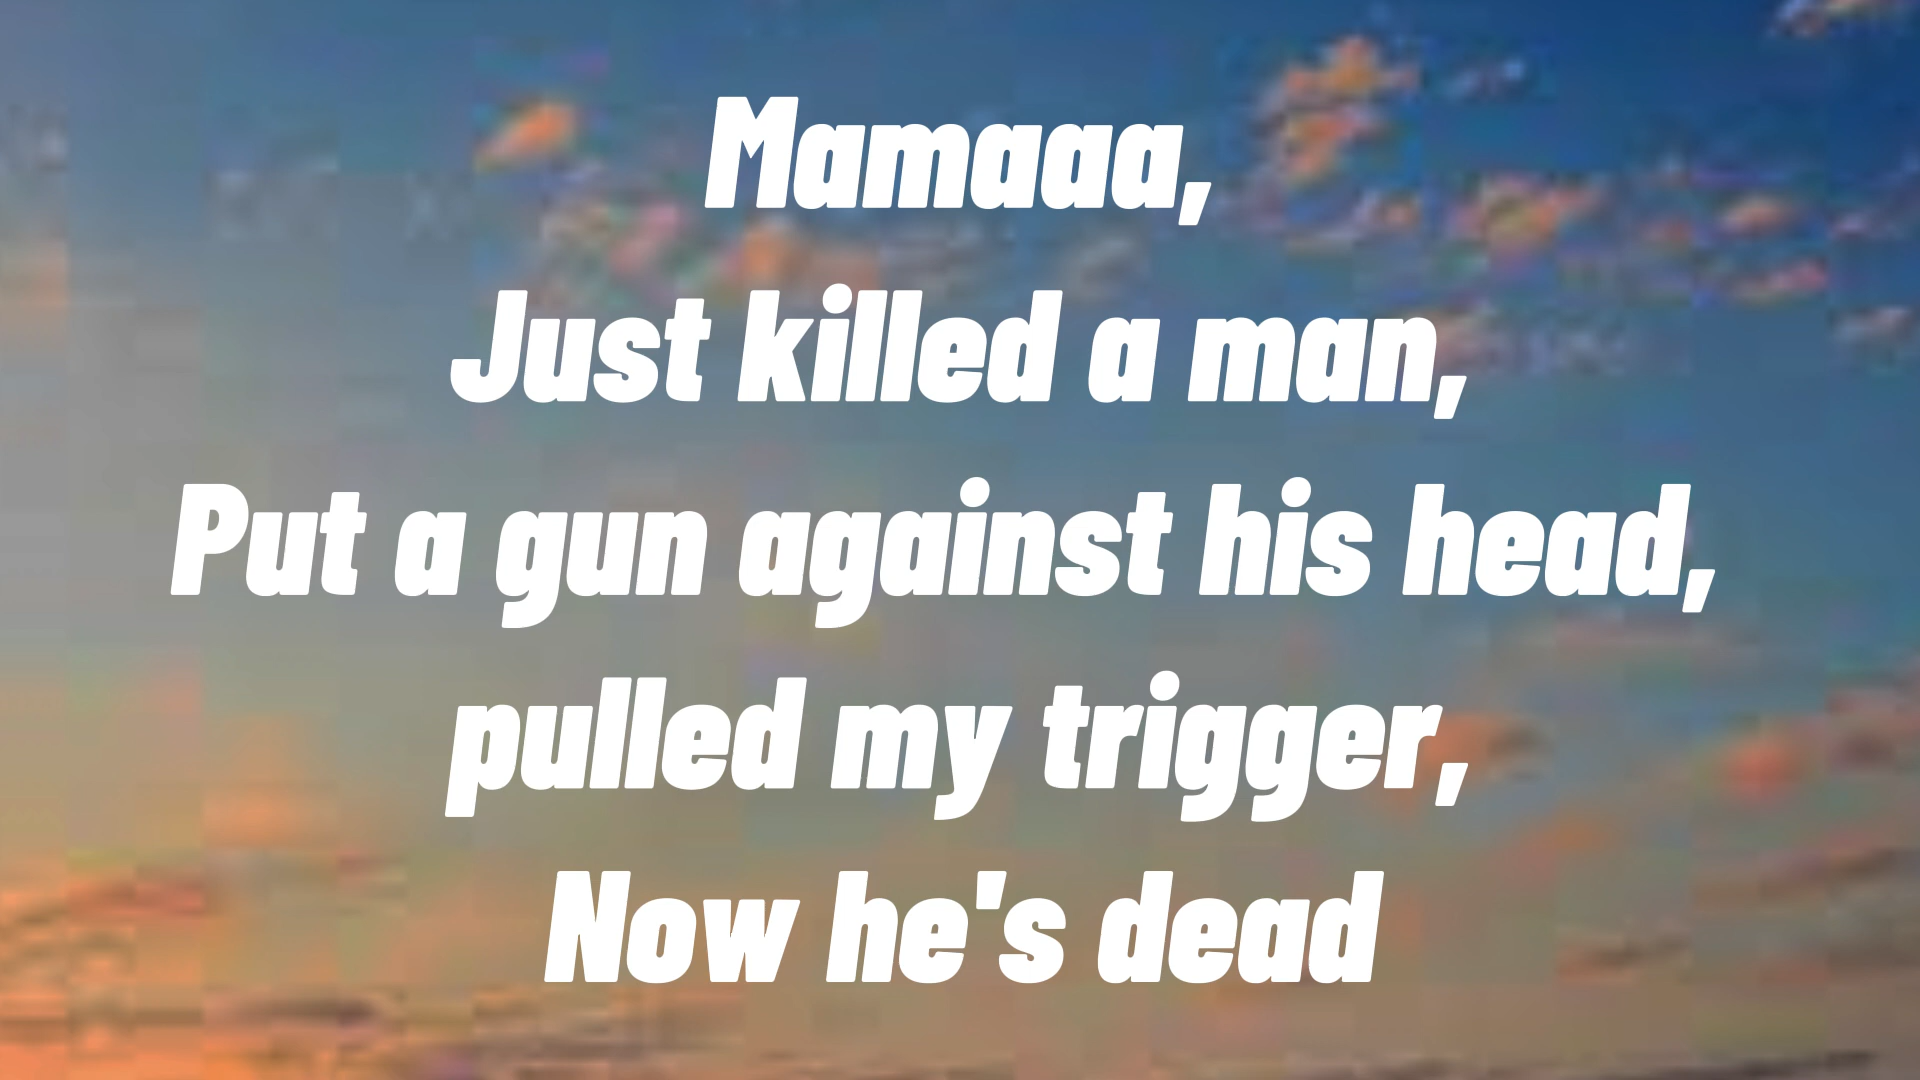 Mamaaa,
Just killed a man,
Put a gun against his head,
pulled my trigger,
Now he's dead